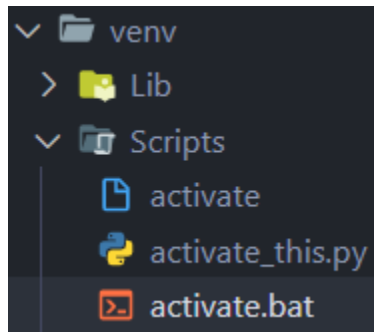 venv
Lib
Scripts
activate
activate_this.py
activate.bat